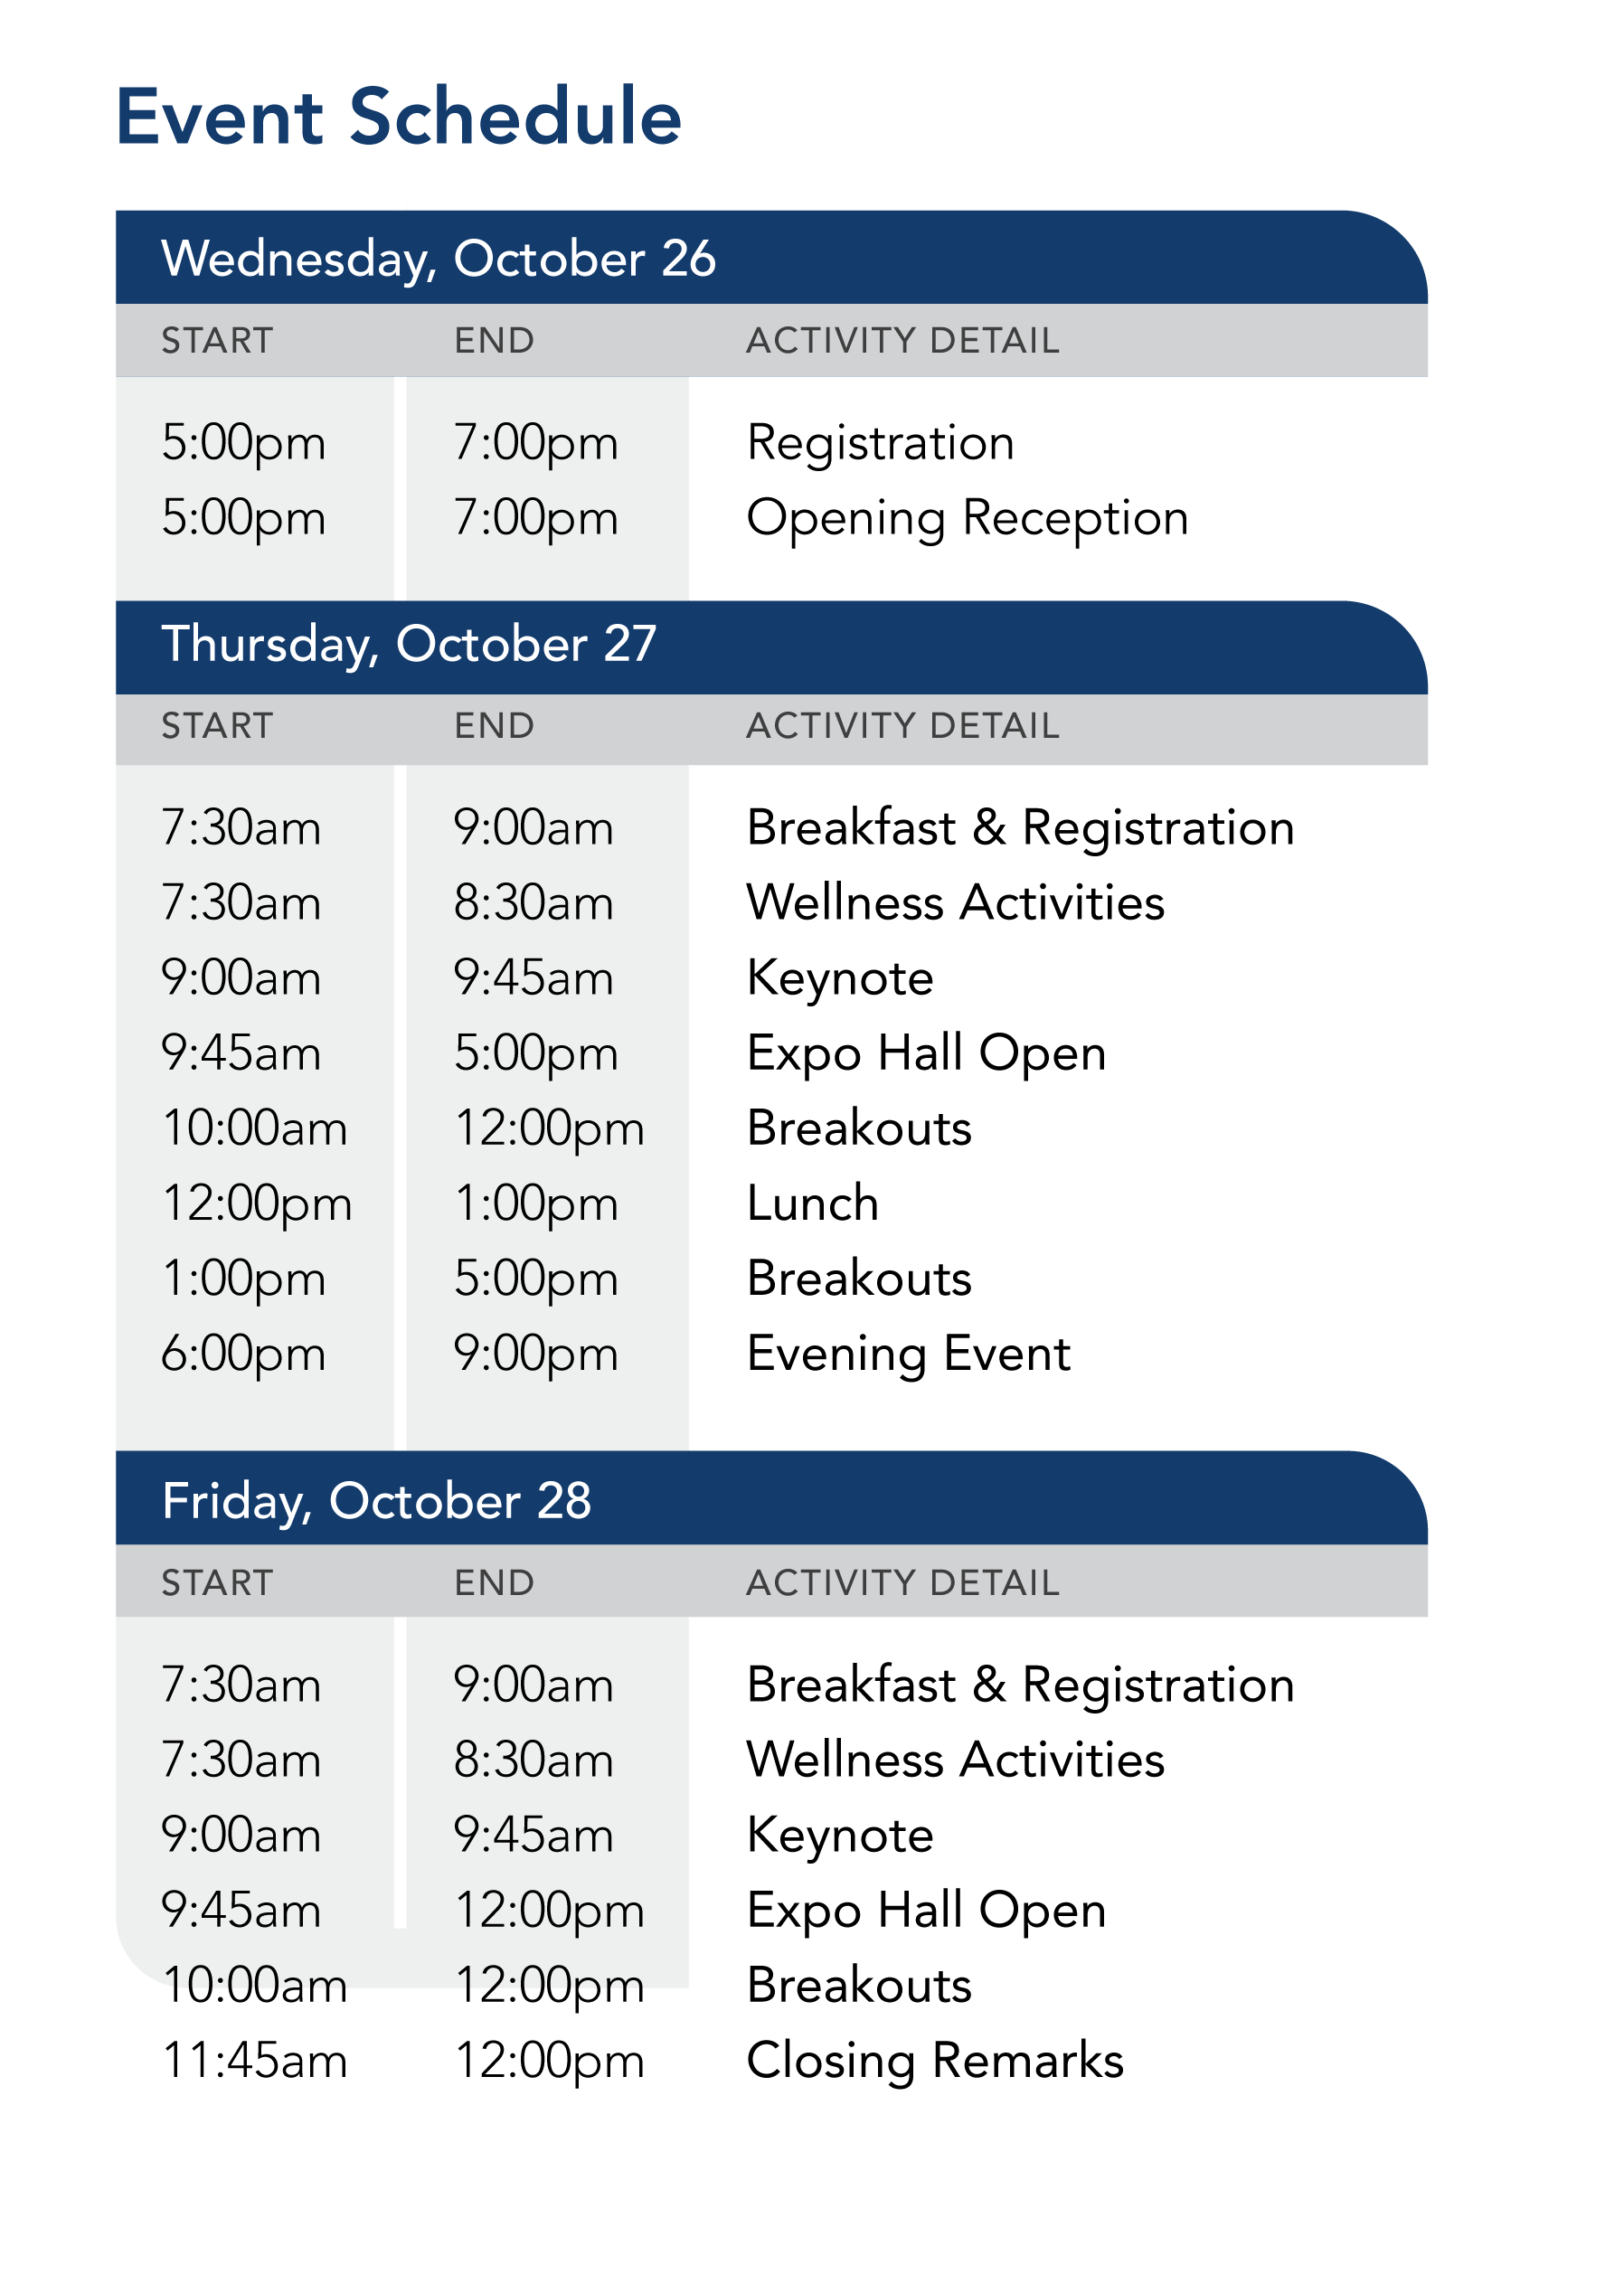 Event Schedule
Wednesday, October 26
START END ACTIVITY DETAIL
5:00pm 7:00pm Registration
5:00pm 7:00pm Opening Reception
Thursday, October 27
START END ACTIVITY DETAIL
7:30am 9:00am Breakfast & Registration
7:30am 8:30am Wellness Activities
9:00am 9:45am Keynote
9:45am 5:00pm Expo Hall Open
10:00am 12:00pm Breakouts
12:00pm 1:00pm Lunch
1:00pm 5:00pm Breakouts
6:00pm 9:00pm Evening Event
Friday, October 28
START END ACTIVITY DETAIL
7:30am 9:00am Breakfast & Registration
7:30am 8:30am Wellness Activities
9:00am 9:45am Keynote
9:45am 12:00pm Expo Hall Open
10:00am 12:00pm Breakouts
11:45am 12:00pm Closing Remarks